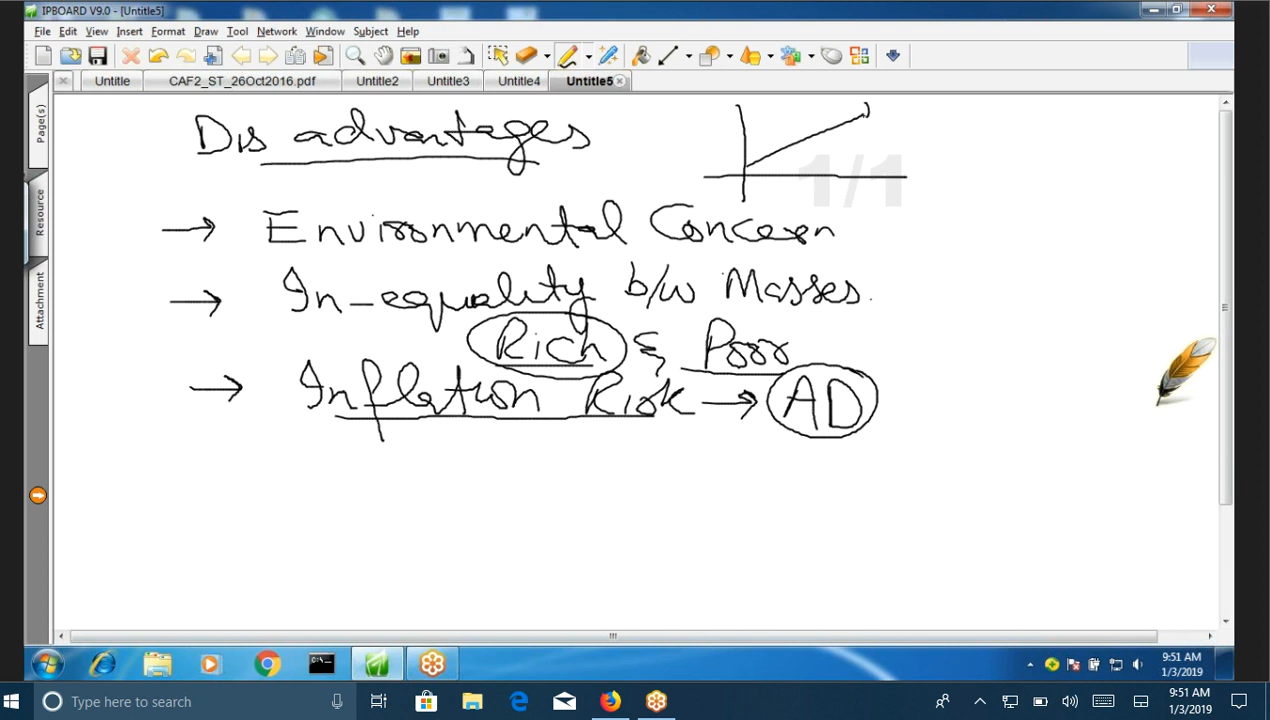 IPBOARD V9.0 - [Untitle5]
File Edit View Insert Format Draw Tool Network Window Subject Help
Untitle CAF2_ST_26Oct2016.pdf Untitle2 Untitle3 Untitle4 Untitle5
Page(s)
Resource
Attachment
Dis advantages
1/1
→ Environmental Concern
→ In-equality b/w Masses.
Rich & Poor
→ Inflation Risk → AD
9:51 AM
1/3/2019
Type here to search
9:51 AM
1/3/2019